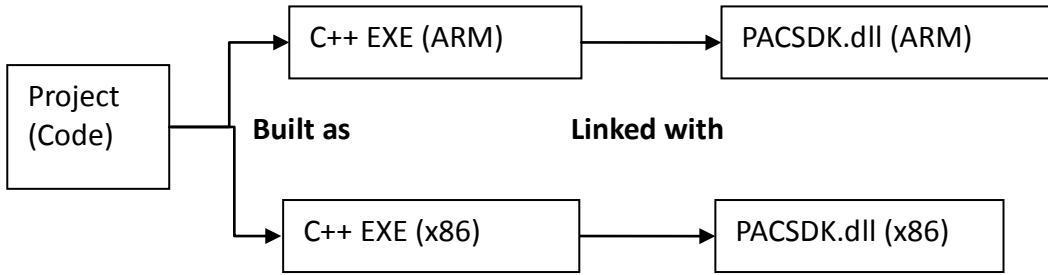 C++ EXE (ARM)
PACSDK.dll (ARM)
Project
(Code)
Built as
Linked with
C++ EXE (x86)
PACSDK.dll (x86)